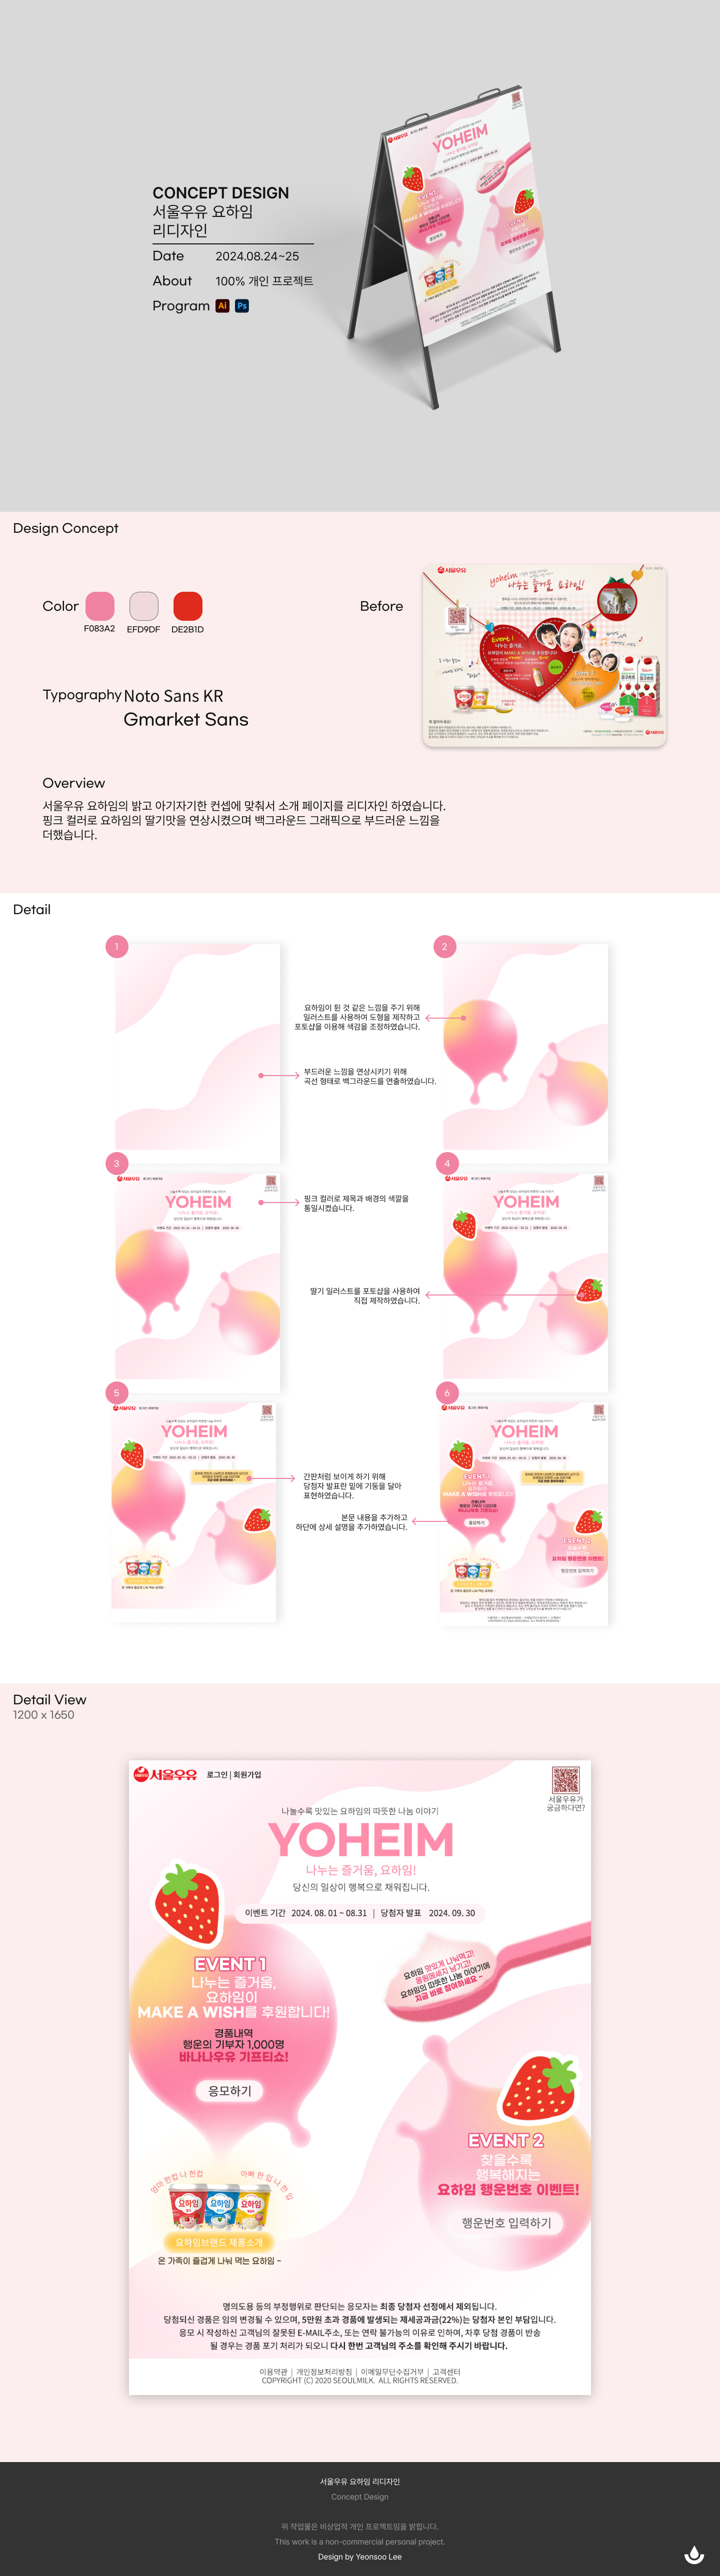 CONCEPT DESIGN
서울우유 요하임
리디자인
Date 2024.08.24~25
About 100% 개인 프로젝트
Program Ai Ps
서울우유
YOHEIM
Design Concept
Color
F083A2 EFD9DF DE2B1D
Before
서울우유
yoheim
나누는 즐거움, 요하임!
Typography Noto Sans KR
Gmarket Sans
Overview
서울우유 요하임의 밝고 아기자기한 컨셉에 맞춰서 소개 페이지를 리디자인 하였습니다.
핑크 컬러로 요하임의 딸기맛을 연상시켰으며 백그라운드 그래픽으로 부드러운 느낌을
더했습니다.
Detail
1
2
요하임이 튄 것 같은 느낌을 주기 위해
일러스트를 사용하여 도형을 제작하고
포토샵을 이용해 색감을 조정하였습니다.
부드러운 느낌을 연상시키기 위해
곡선 형태로 백그라운드를 연출하였습니다.
3
4
YOHEIM
YOHEIM
핑크 컬러로 제목과 배경의 색깔을
통일시켰습니다.
딸기 일러스트를 포토샵을 사용하여
직접 제작하였습니다.
5
6
YOHEIM
YOHEIM
간판처럼 보이게 하기 위해
당첨자 발표란 밑에 기둥을 달아
표현하였습니다.
본문 내용을 추가하고
하단에 상세 설명을 추가하였습니다.
Detail View
1200 x 1650
서울우유 로그인 | 회원가입
서울우유가
궁금하다면?
나눌수록 맛있는 요하임의 따뜻한 나눔 이야기
YOHEIM
나누는 즐거움, 요하임!
당신의 일상이 행복으로 채워집니다.
이벤트 기간 2024. 08. 01 ~ 08.31 | 당첨자 발표 2024. 09. 30
요하임 맛있게 나눠먹고!
응원메세지 남기고!
요하임의 따뜻한 나눔 이야기에
지금 바로 참여하세요 ~
EVENT 1
나누는 즐거움,
요하임이
MAKE A WISH를 후원합니다!
경품내역
행운의 기부자 1,000명
바나나우유 기프티쇼!
응모하기
EVENT 2
찾을수록
행복해지는
요하임 행운번호 이벤트!
행운번호 입력하기
엄마 한컵 나 한컵 아빠 한 입 나 한 입
요하임 요하임 요하임
요하임브랜드 제품소개
온 가족이 즐겁게 나눠 먹는 요하임 ~
명의도용 등의 부정행위로 판단되는 응모자는 최종 당첨자 선정에서 제외됩니다.
당첨되신 경품은 임의 변경될 수 있으며, 5만원 초과 경품에 발생되는 제세공과금(22%)는 당첨자 본인 부담입니다.
응모 시 작성하신 고객님의 잘못된 E-MAIL주소, 또는 연락 불가능의 이유로 인하여, 차후 당첨 경품이 반송
될 경우는 경품 포기 처리가 되오니 다시 한번 고객님의 주소를 확인해 주시기 바랍니다.
이용약관 | 개인정보처리방침 | 이메일무단수집거부 | 고객센터
COPYRIGHT (C) 2020 SEOULMILK. ALL RIGHTS RESERVED.
서울우유 요하임 리디자인
Concept Design
위 작업물은 비상업적 개인 프로젝트임을 밝힙니다.
This work is a non-commercial personal project.
Design by Yeonsoo Lee